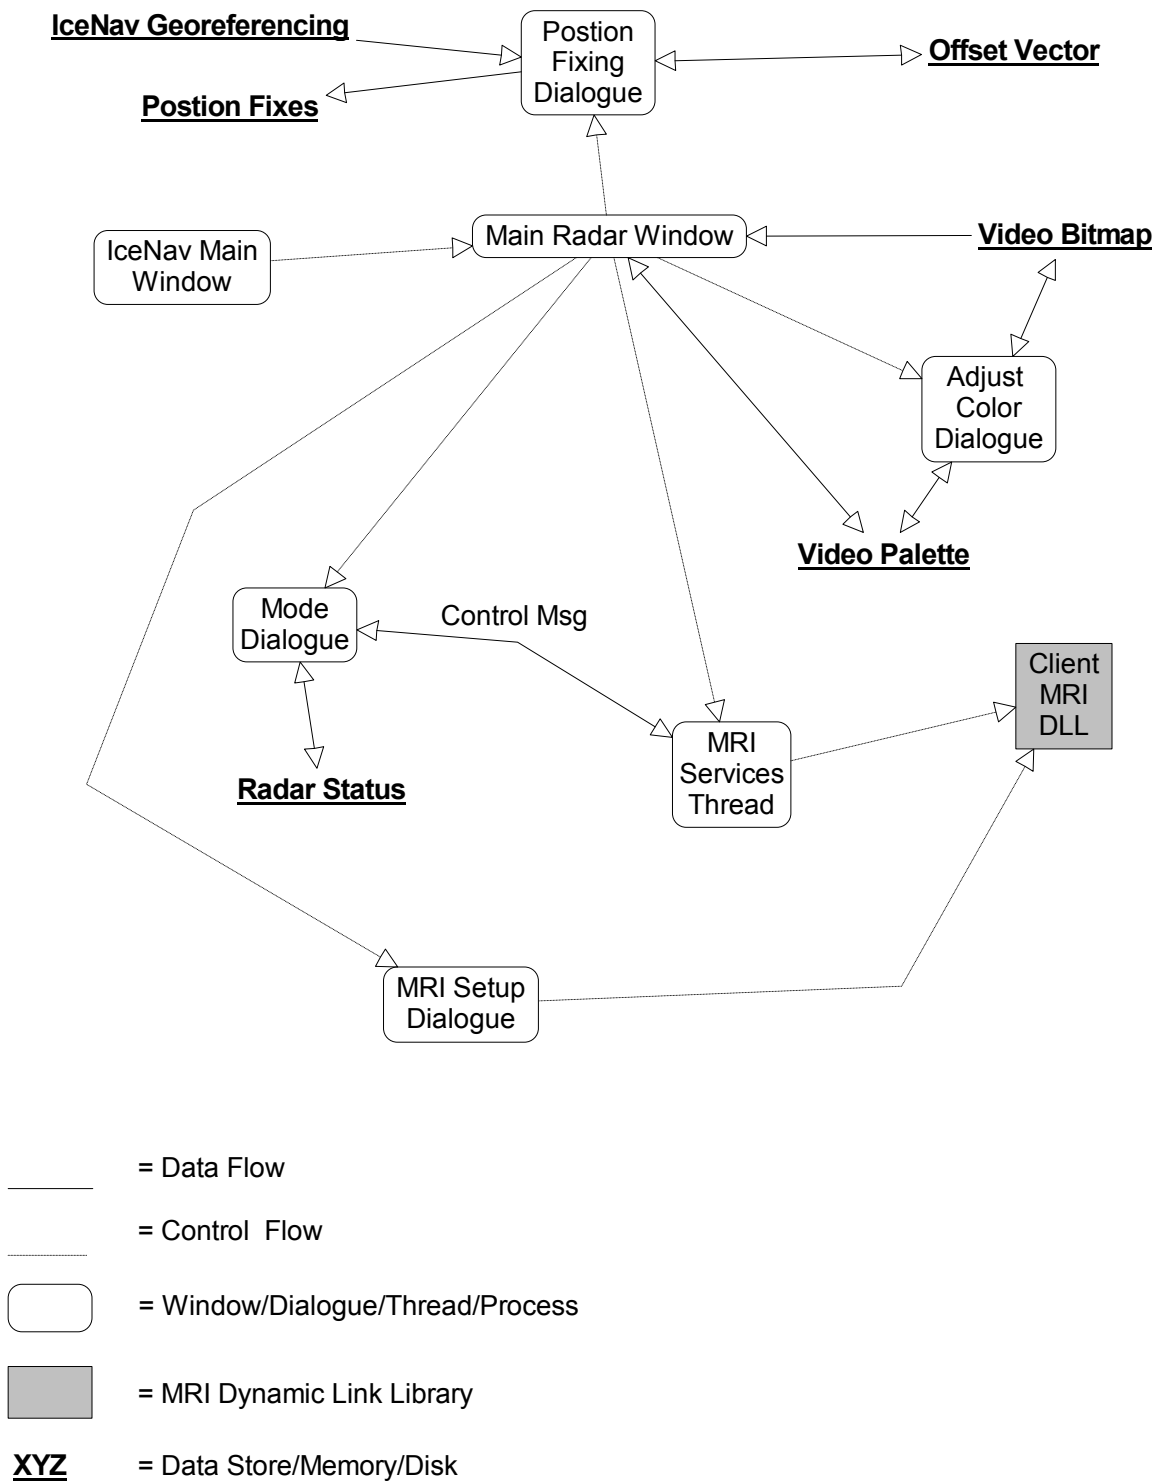 IceNav Georeferencing
Postion
Fixing
Dialogue
Offset Vector
Postion Fixes
IceNav Main
Window
Main Radar Window
Video Bitmap
Adjust
Color
Dialogue
Video Palette
Mode
Dialogue
Control Msg
Client
MRI
DLL
MRI
Services
Thread
Radar Status
MRI Setup
Dialogue
= Data Flow
= Control Flow
= Window/Dialogue/Thread/Process
= MRI Dynamic Link Library
XYZ = Data Store/Memory/Disk